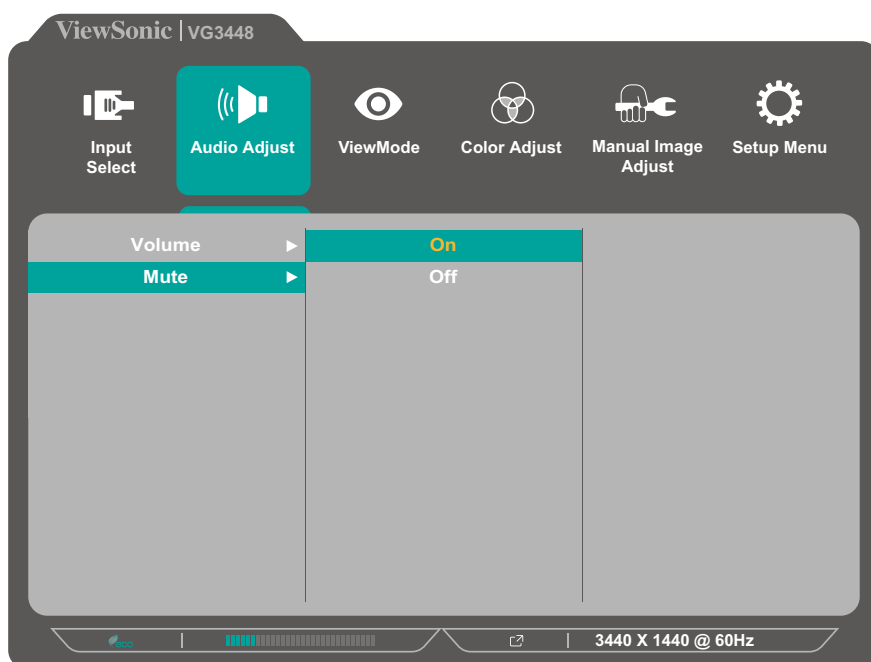 ViewSonic | VG3448
Input
Select
Audio Adjust
ViewMode
Color Adjust
Manual Image
Adjust
Setup Menu
Volume
On
Mute
Off
eco
3440 X 1440 @ 60Hz